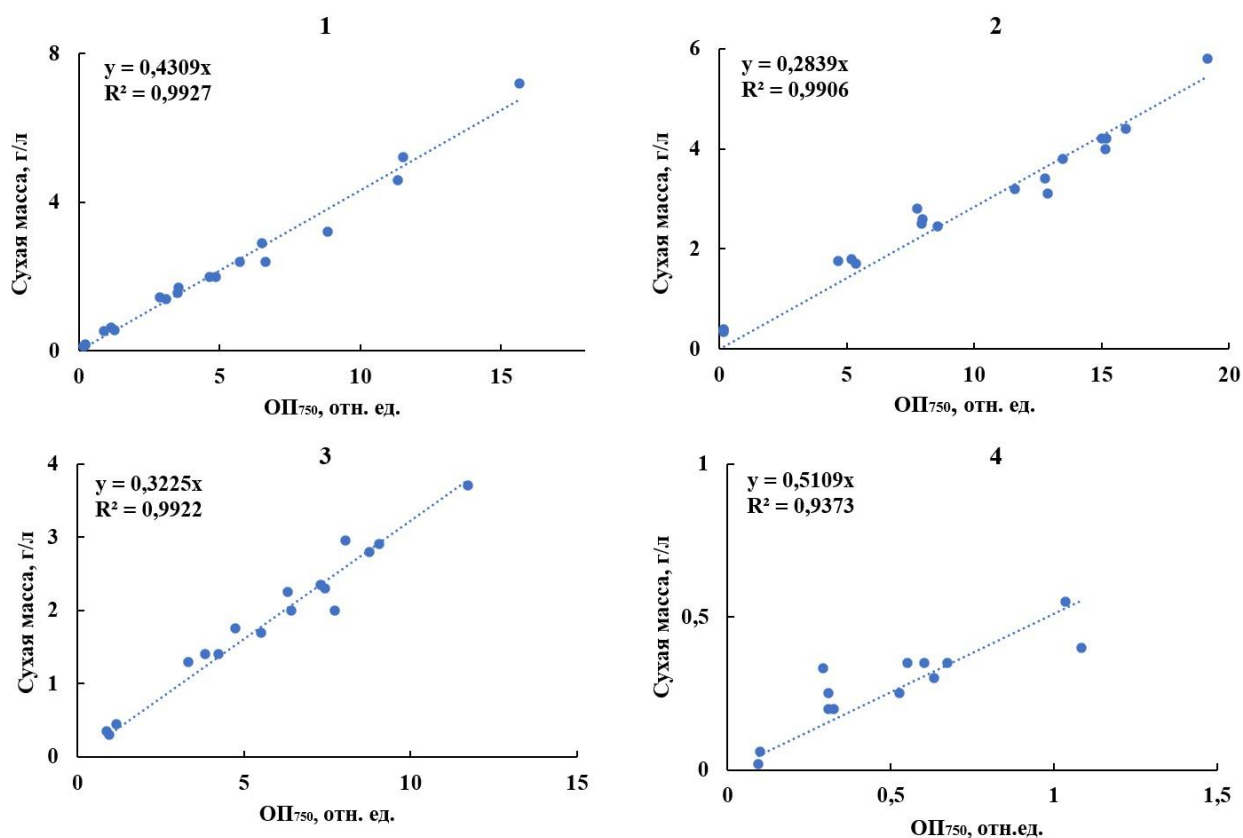 1
y = 0,4309x
R² = 0,9927
Сухая масса, г/л
8
4
0
0 5 10 15
ОП₇₅₀, отн. ед.
2
y = 0,2839x
R² = 0,9906
Сухая масса, г/л
6
4
2
0
0 5 10 15 20
ОП₇₅₀, отн. ед.
3
y = 0,3225x
R² = 0,9922
Сухая масса, г/л
4
3
2
1
0
0 5 10 15
ОП₇₅₀, отн. ед.
4
y = 0,5109x
R² = 0,9373
Сухая масса, г/л
1
0,5
0
0 0,5 1 1,5
ОП₇₅₀, отн.ед.